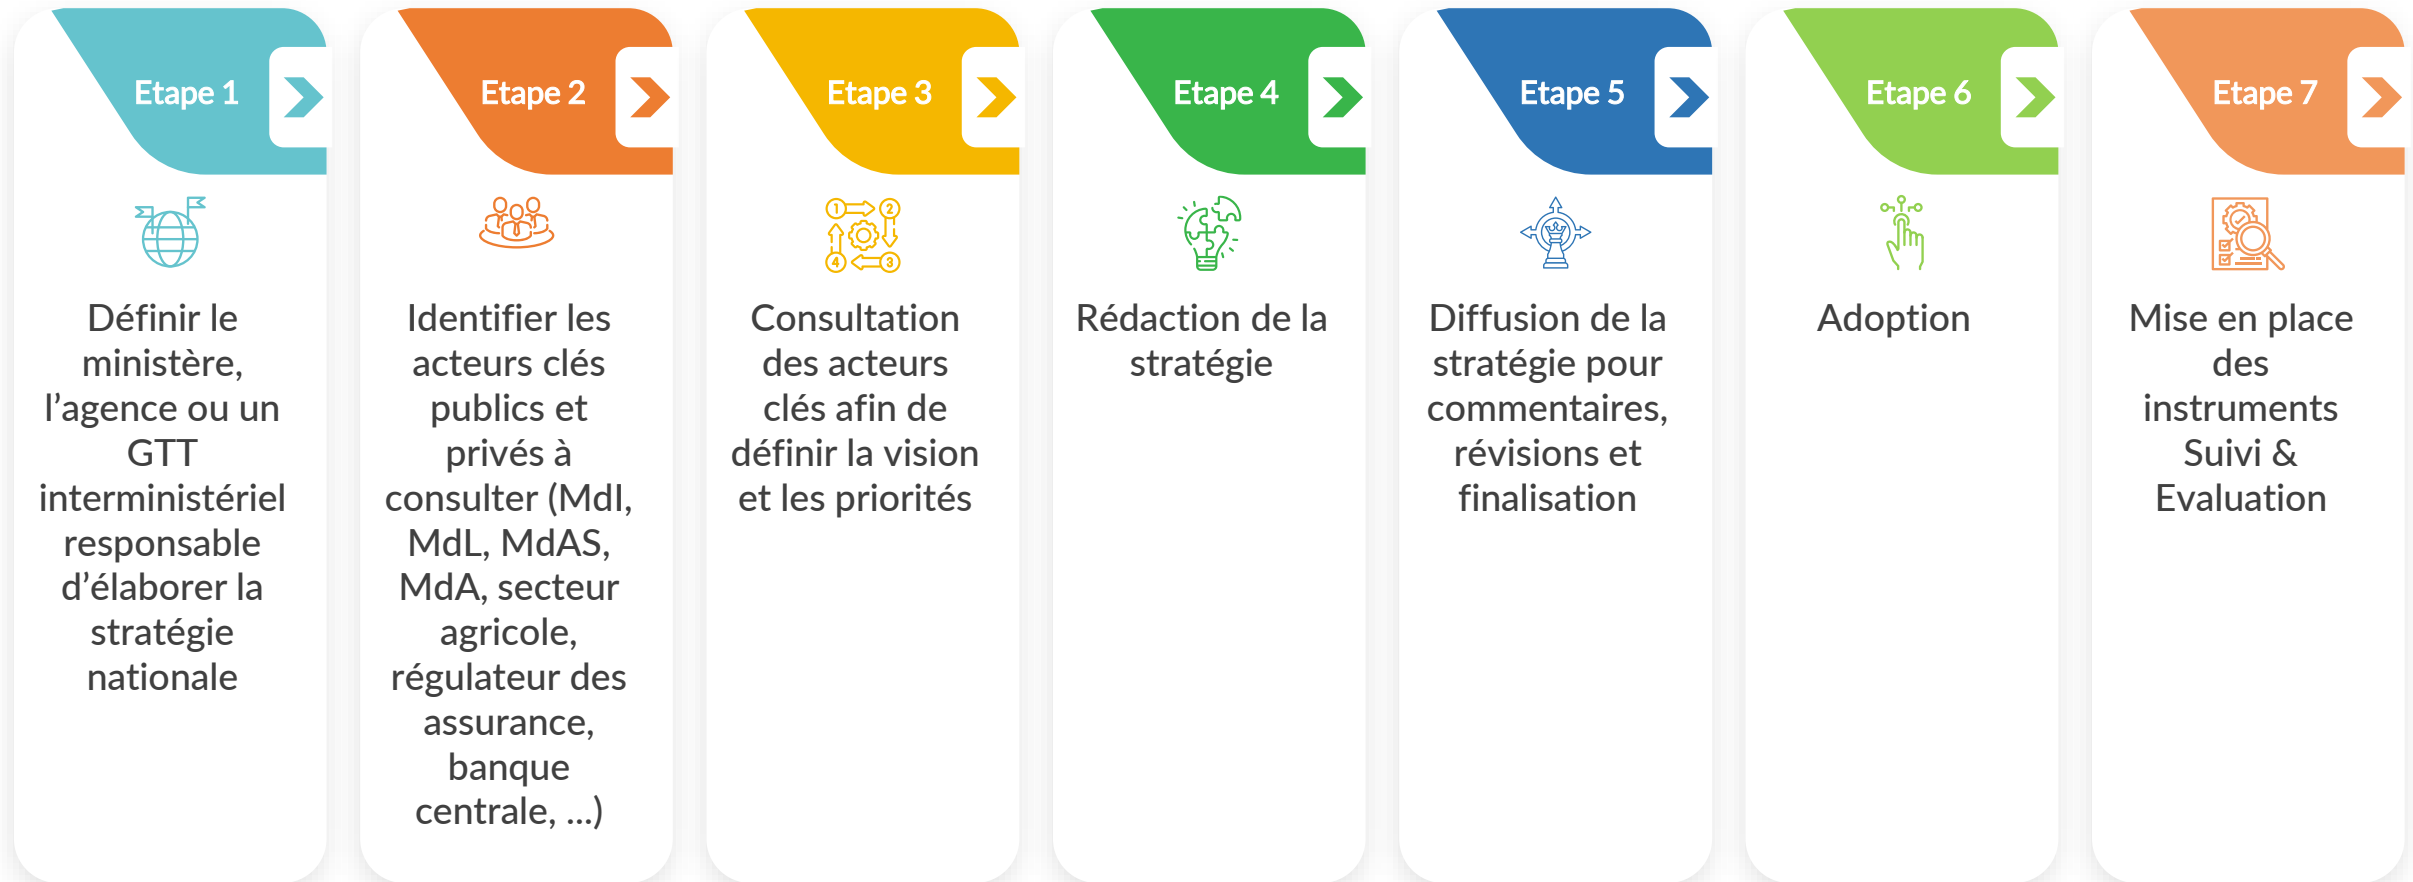 Etape 1
Définir le
ministère,
l’agence ou un
GTT
interministériel
responsable
d’élaborer la
stratégie
nationale
Etape 2
Identifier les
acteurs clés
publics et
privés à
consulter (MdI,
MdL, MdAS,
MdA, secteur
agricole,
régulateur des
assurance,
banque
centrale, ...)
Etape 3
1
2
4
3
Consultation
des acteurs
clés afin de
définir la vision
et les priorités
Etape 4
Rédaction de la
stratégie
Etape 5
Diffusion de la
stratégie pour
commentaires,
révisions et
finalisation
Etape 6
Adoption
Etape 7
Mise en place
des
instruments
Suivi &
Evaluation